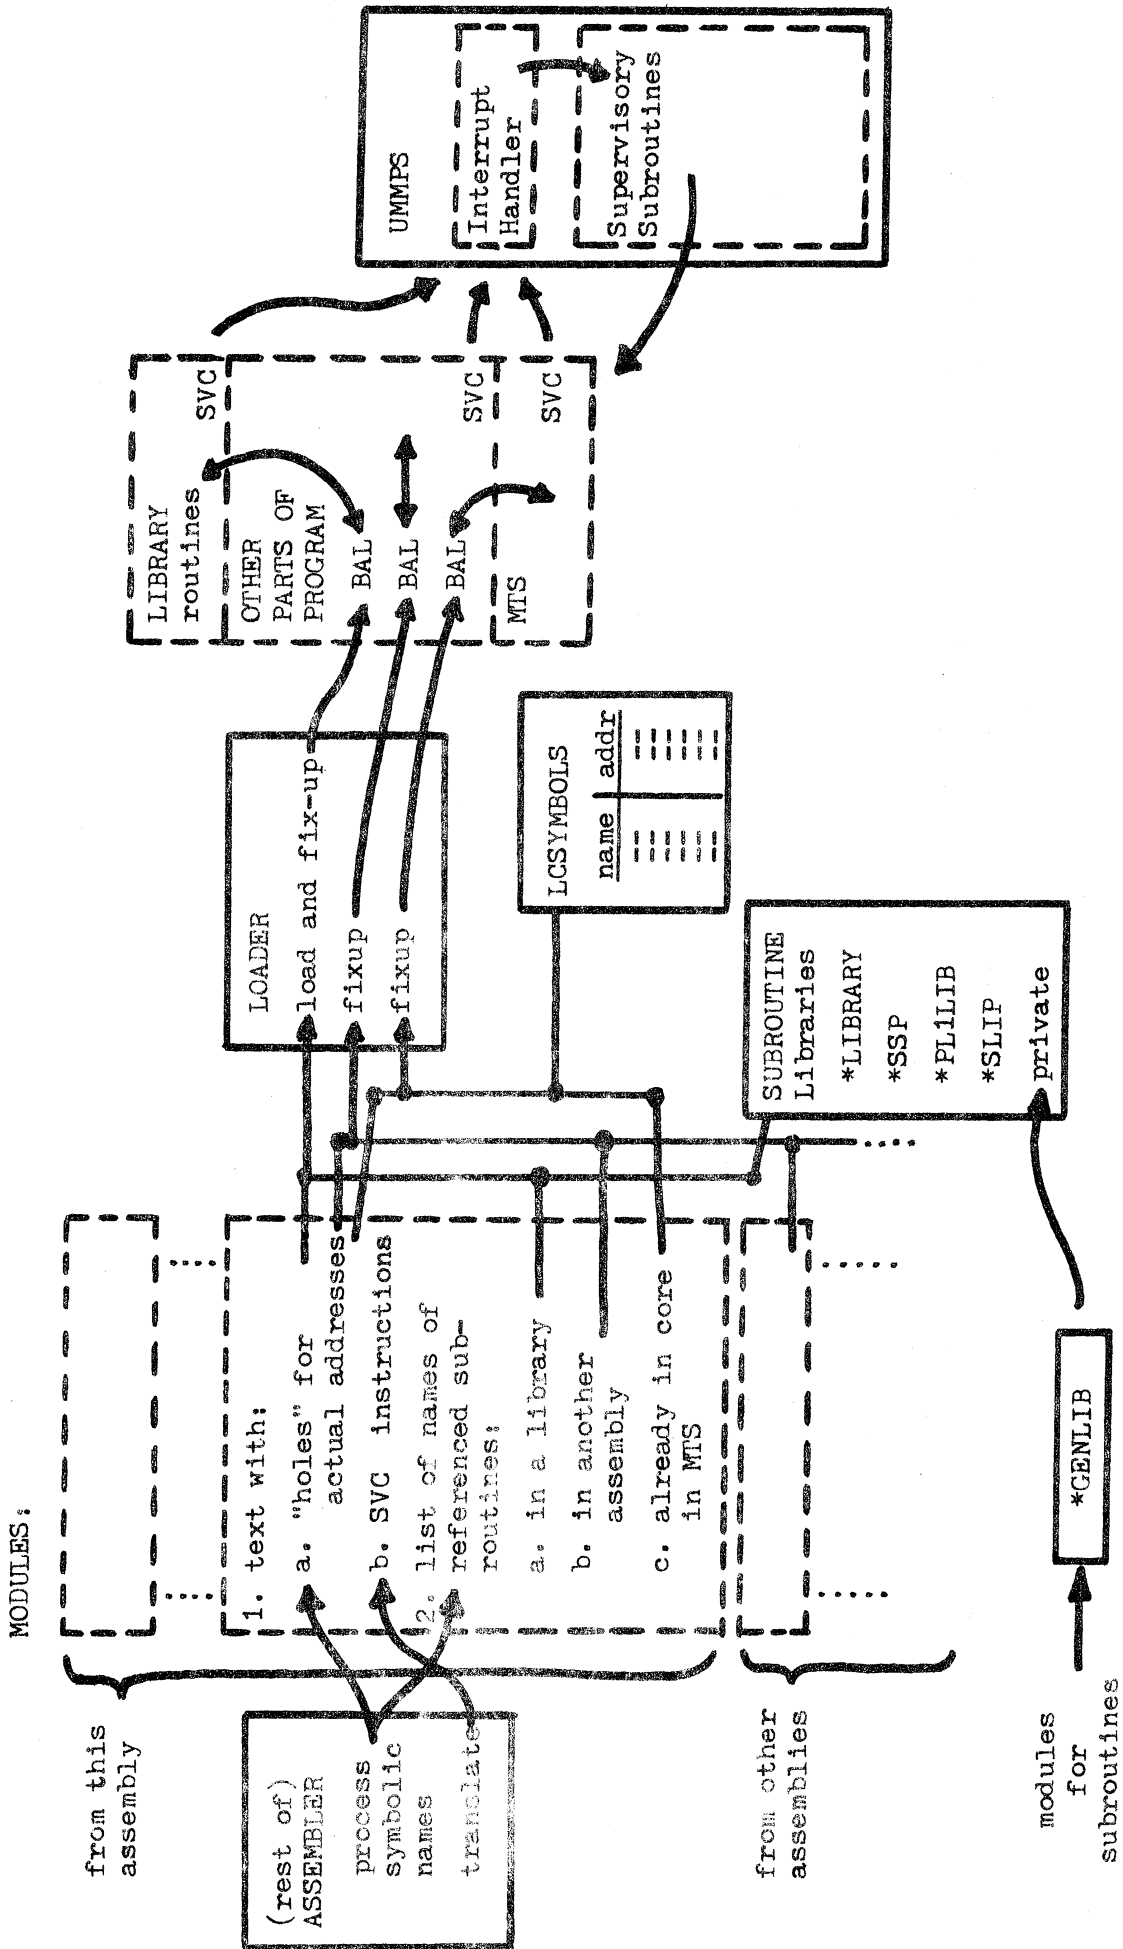 MODULES:
from this
assembly
(rest of)
ASSEMBLER
process
symbolic
names
translate
1. text with:
a. "holes" for
actual addresses
b. SVC instructions
2. list of names of
referenced sub-
routines:
a. in a library
b. in another
assembly
c. already in core
in MTS
from other
assemblies
modules
for
subroutines
*GENLIB
LOADER
load and fix-up
fixup
fixup
LCSYMBOLS
name addr
SUBROUTINE
Libraries
*LIBRARY
*SSP
*PL1LIB
*SLIP
private
LIBRARY
routines
SVC
OTHER
PARTS OF
PROGRAM
BAL
BAL
BAL
SVC
MTS
SVC
UMMPS
Interrupt
Handler
Supervisory
Subroutines